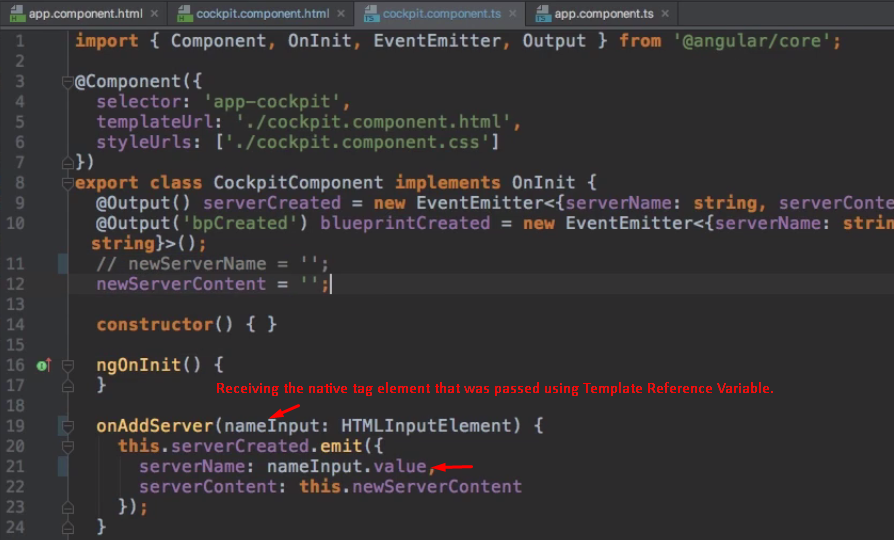 app.component.html × cockpit.component.html × cockpit.component.ts × app.component.ts ×
1 import { Component, OnInit, EventEmitter, Output } from '@angular/core';
2
3 @Component({
4 selector: 'app-cockpit',
5 templateUrl: './cockpit.component.html',
6 styleUrls: ['./cockpit.component.css']
7 })
8 export class CockpitComponent implements OnInit {
9 @Output() serverCreated = new EventEmitter<{serverName: string, serverConte
10 @Output('bpCreated') blueprintCreated = new EventEmitter<{serverName: strin
string}>();
11 // newServerName = '';
12 newServerContent = '';
13
14 constructor() { }
15
16 ngOnInit() {
17 }
Receiving the native tag element that was passed using Template Reference Variable.
18
19 onAddServer(nameInput: HTMLInputElement) {
20 this.serverCreated.emit({
21 serverName: nameInput.value,
22 serverContent: this.newServerContent
23 });
24 }